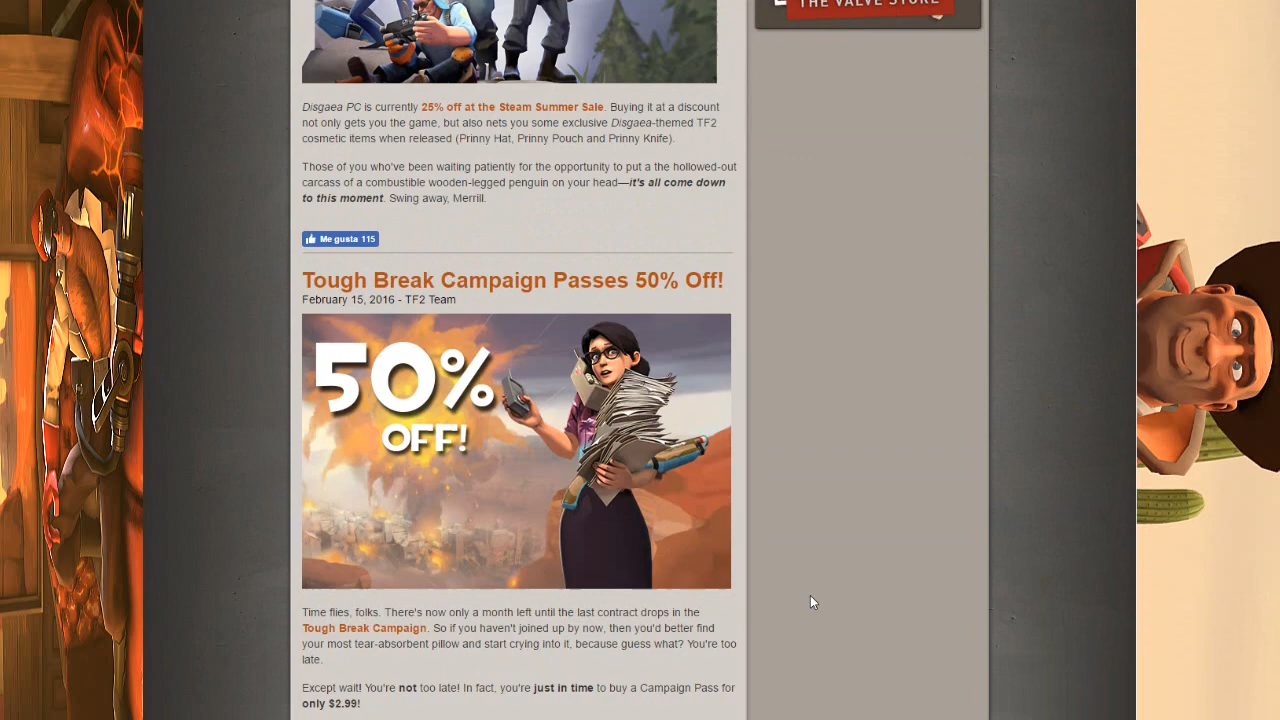 THE VALVE STORE
Disgaea PC is currently 25% off at the Steam Summer Sale. Buying it at a discount
not only gets you the game, but also nets you some exclusive Disgaea-themed TF2
cosmetic items when released (Prinny Hat, Prinny Pouch and Prinny Knife).
Those of you who've been waiting patiently for the opportunity to put a the hollowed-out
carcass of a combustible wooden-legged penguin on your head—it's all come down
to this moment. Swing away, Merrill.
Me gusta 115
Tough Break Campaign Passes 50% Off!
February 15, 2016 - TF2 Team
50%
OFF!
Time flies, folks. There's now only a month left until the last contract drops in the
Tough Break Campaign. So if you haven't joined up by now, then you'd better find
your most tear-absorbent pillow and start crying into it, because guess what? You're too
late.
Except wait! You're not too late! In fact, you're just in time to buy a Campaign Pass for
only $2.99!